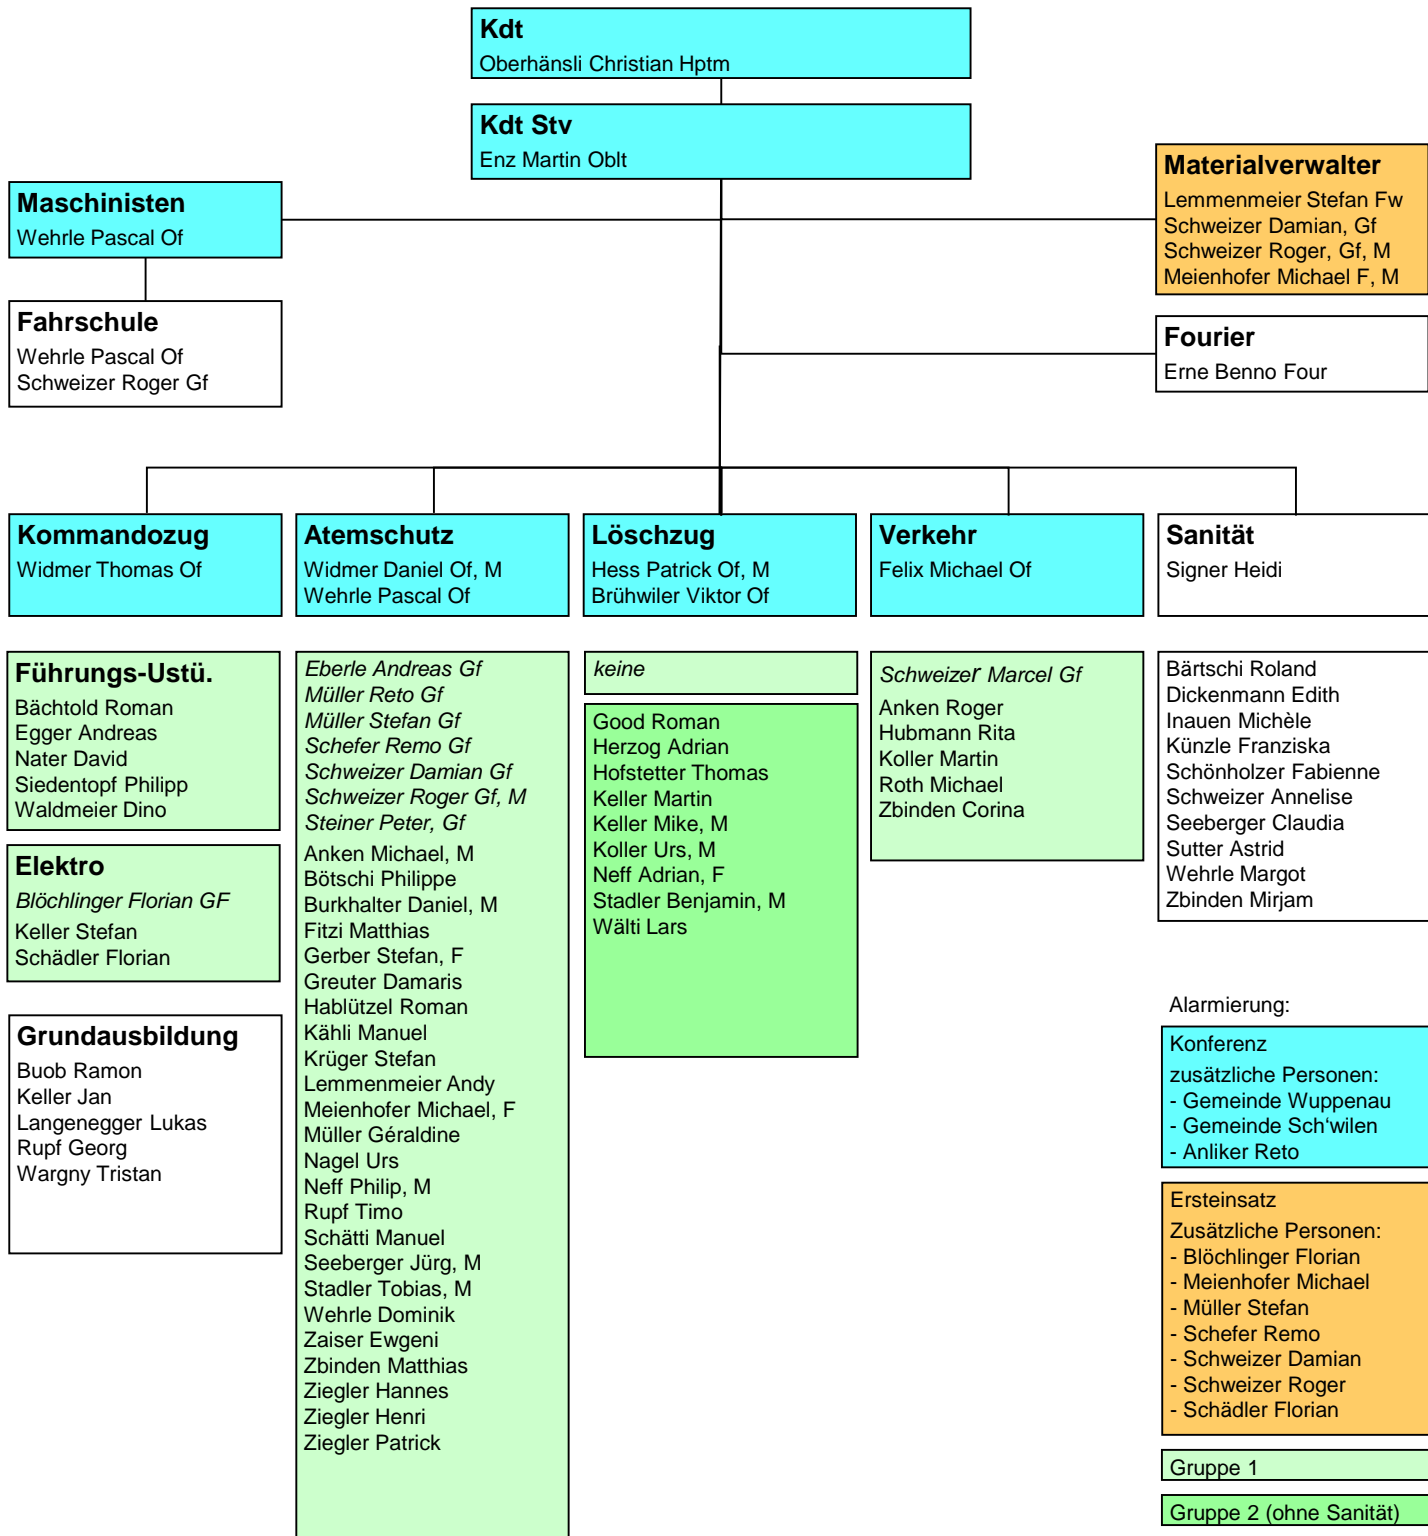 Kdt
Oberhänsli Christian Hptm
Kdt Stv
Enz Martin Oblt
Materialverwalter
Lemmenmeier Stefan Fw
Schweizer Damian, Gf
Schweizer Roger, Gf, M
Meienhofer Michael F, M
Maschinisten
Wehrle Pascal Of
Fahrschule
Wehrle Pascal Of
Schweizer Roger Gf
Fourier
Erne Benno Four
Kommandozug
Widmer Thomas Of
Atemschutz
Widmer Daniel Of, M
Wehrle Pascal Of
Löschzug
Hess Patrick Of, M
Brühwiler Viktor Of
Verkehr
Felix Michael Of
Sanität
Signer Heidi
Führungs-Ustü.
Bächtold Roman
Egger Andreas
Nater David
Siedentopf Philipp
Waldmeier Dino
Elektro
Blöchlinger Florian GF
Keller Stefan
Schädler Florian
Grundausbildung
Buob Ramon
Keller Jan
Langenegger Lukas
Rupf Georg
Wargny Tristan
Eberle Andreas Gf
Müller Reto Gf
Müller Stefan Gf
Schefer Remo Gf
Schweizer Damian Gf
Schweizer Roger Gf, M
Steiner Peter, Gf
Anken Michael, M
Bötschi Philippe
Burkhalter Daniel, M
Fitzi Matthias
Gerber Stefan, F
Greuter Damaris
Hablützel Roman
Kähli Manuel
Krüger Stefan
Lemmenmeier Andy
Meienhofer Michael, F
Müller Géraldine
Nagel Urs
Neff Philip, M
Rupf Timo
Schätti Manuel
Seeberger Jürg, M
Stadler Tobias, M
Wehrle Dominik
Zaiser Ewgeni
Zbinden Matthias
Ziegler Hannes
Ziegler Henri
Ziegler Patrick
keine
Good Roman
Herzog Adrian
Hofstetter Thomas
Keller Martin
Keller Mike, M
Koller Urs, M
Neff Adrian, F
Stadler Benjamin, M
Wälti Lars
Schweizer Marcel Gf
Anken Roger
Hubmann Rita
Koller Martin
Roth Michael
Zbinden Corina
Bärtschi Roland
Dickenmann Edith
Inauen Michèle
Künzle Franziska
Schönholzer Fabienne
Schweizer Annelise
Seeberger Claudia
Sutter Astrid
Wehrle Margot
Zbinden Mirjam
Alarmierung:
Konferenz
zusätzliche Personen:
- Gemeinde Wuppenau
- Gemeinde Sch‘wilen
- Anliker Reto
Ersteinsatz
Zusätzliche Personen:
- Blöchlinger Florian
- Meienhofer Michael
- Müller Stefan
- Schefer Remo
- Schweizer Damian
- Schweizer Roger
- Schädler Florian
Gruppe 1
Gruppe 2 (ohne Sanität)